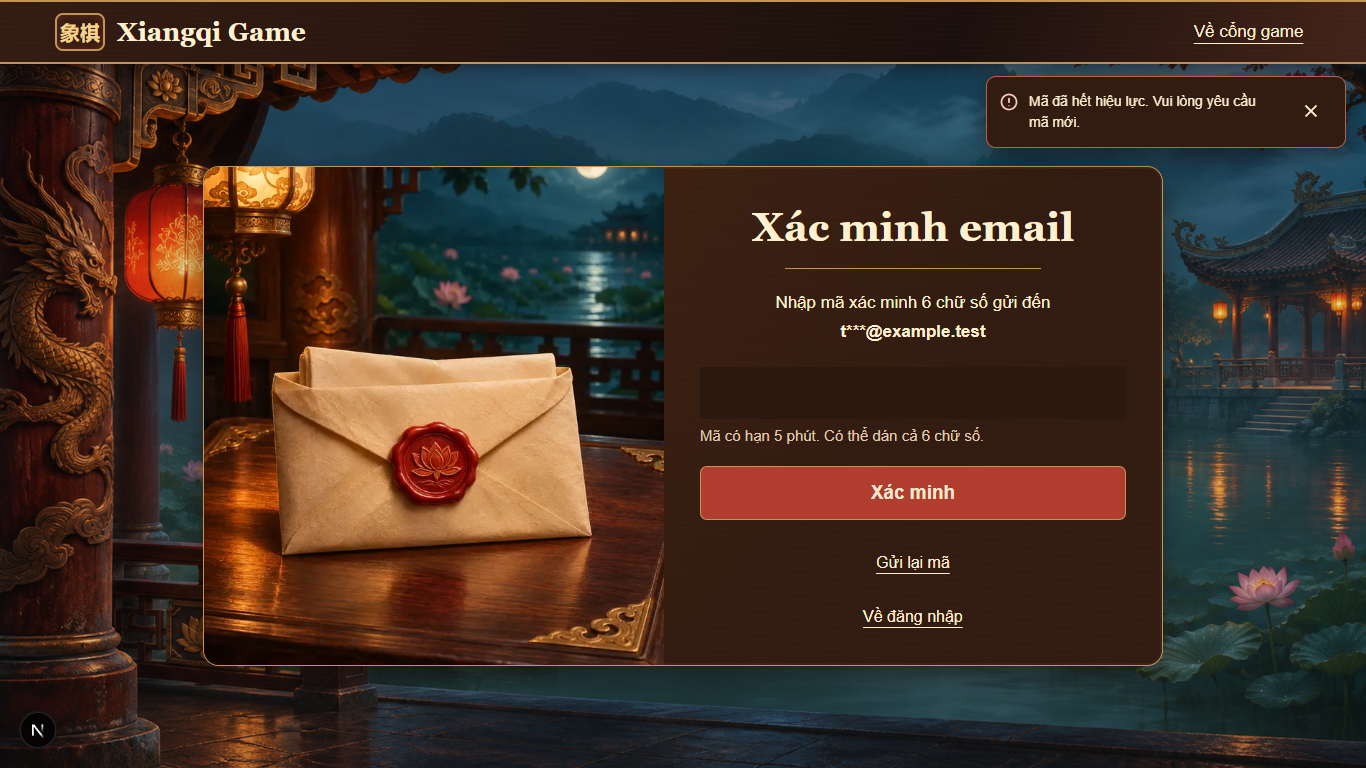 象棋 Xiangqi Game
Về cổng game
Mã đã hết hiệu lực. Vui lòng yêu cầu
mã mới.
Xác minh email
Nhập mã xác minh 6 chữ số gửi đến
t***@example.test
Mã có hạn 5 phút. Có thể dán cả 6 chữ số.
Xác minh
Gửi lại mã
Về đăng nhập
N